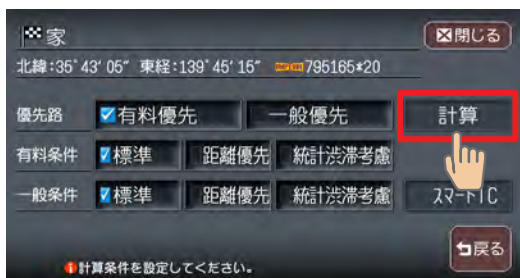 家
閉じる
北緯:35°43′05″ 東経:139°45′15″ 795165*20
優先路 有料優先 一般優先 計算
有料条件 標準 距離優先 統計渋滞考慮
一般条件 標準 距離優先 統計渋滞考慮 スマートIC
戻る
計算条件を設定してください。